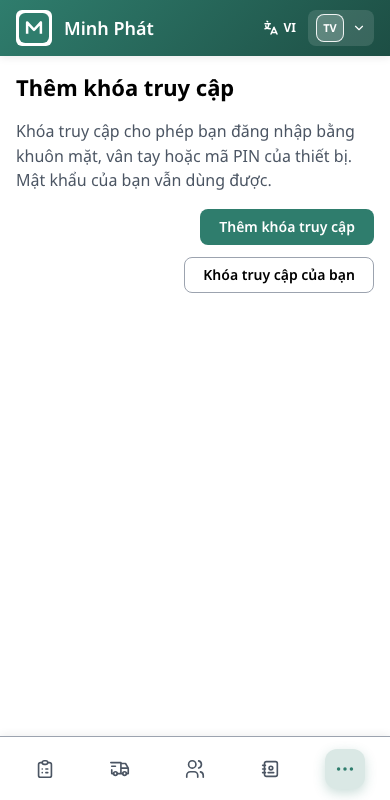 Minh Phát
VI
TV
Thêm khóa truy cập
Khóa truy cập cho phép bạn đăng nhập bằng
khuôn mặt, vân tay hoặc mã PIN của thiết bị.
Mật khẩu của bạn vẫn dùng được.
Thêm khóa truy cập
Khóa truy cập của bạn